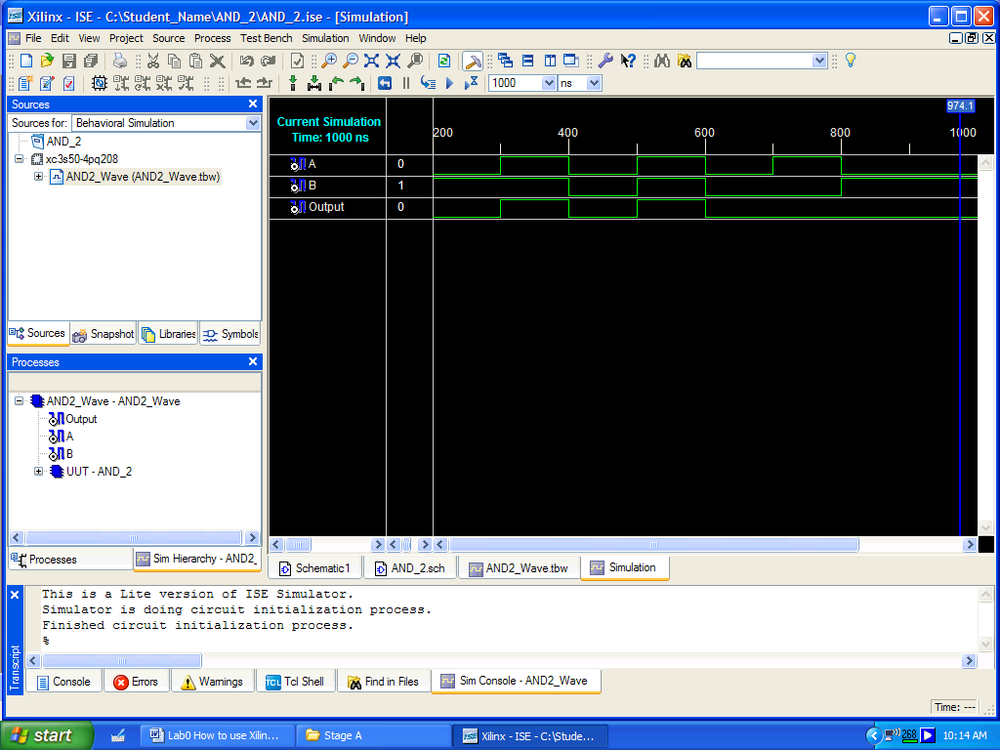 Xilinx - ISE - C:\Student_Name\AND_2\AND_2.ise - [Simulation]
File Edit View Project Source Process Test Bench Simulation Window Help
1000 ns
Sources
Sources for: Behavioral Simulation
AND_2
xc3s50-4pq208
AND2_Wave (AND2_Wave.tbw)
Sources Snapshot Libraries Symbols
Processes
AND2_Wave - AND2_Wave
Output
A
B
UUT - AND_2
Processes Sim Hierarchy - AND2_
974.1
Current Simulation
Time: 1000 ns
200 400 600 800 1000
A 0
B 1
Output 0
Schematic1 AND_2.sch AND2_Wave.tbw Simulation
Transcript
This is a Lite version of ISE Simulator.
Simulator is doing circuit initialization process.
Finished circuit initialization process.
%
Console Errors Warnings TCL Tcl Shell Find in Files Sim Console - AND2_Wave
Time: ---
start Lab0 How to use Xilin... Stage A ISE Xilinx - ISE - C:\Stude... 268 10:14 AM